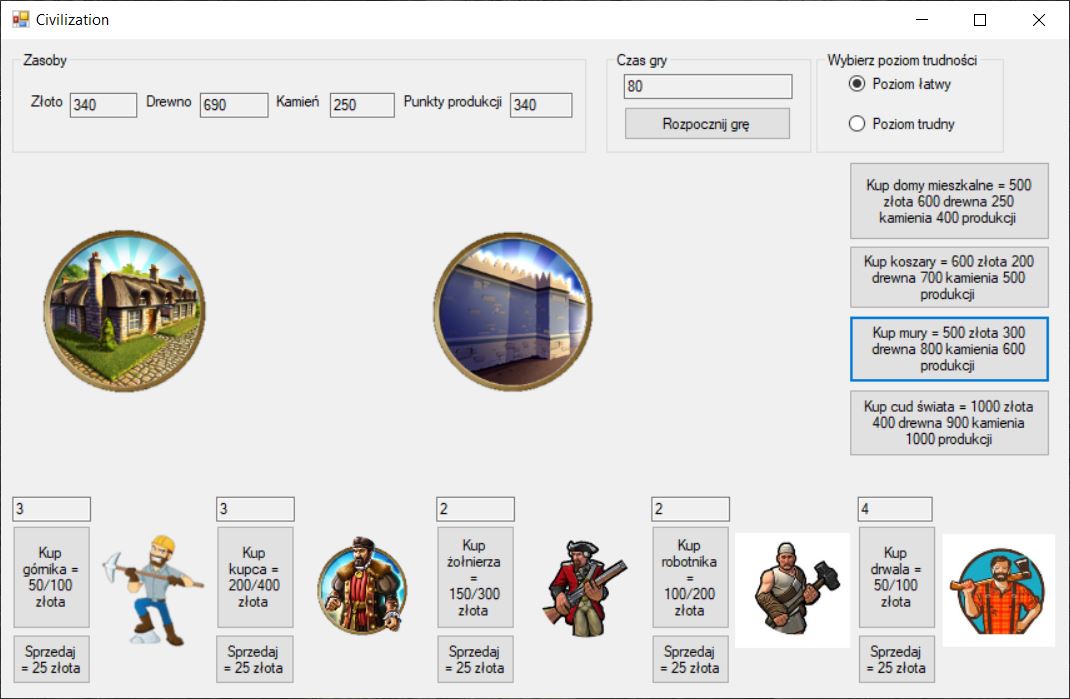 Civilization
Zasoby
Złoto 340 Drewno 690 Kamień 250 Punkty produkcji 340
Czas gry
80
Rozpocznij grę
Wybierz poziom trudności
Poziom łatwy
Poziom trudny
Kup domy mieszkalne = 500
złota 600 drewna 250
kamienia 400 produkcji
Kup koszary = 600 złota 200
drewna 700 kamienia 500
produkcji
Kup mury = 500 złota 300
drewna 800 kamienia 600
produkcji
Kup cud świata = 1000 złota
400 drewna 900 kamienia
1000 produkcji
3
Kup
górnika =
50/100
złota
Sprzedaj
= 25 złota
3
Kup
kupca =
200/400
złota
Sprzedaj
= 25 złota
2
Kup
żołnierza
=
150/300
złota
Sprzedaj
= 25 złota
2
Kup
robotnika
=
100/200
złota
Sprzedaj
= 25 złota
4
Kup
drwala =
50/100
złota
Sprzedaj
= 25 złota